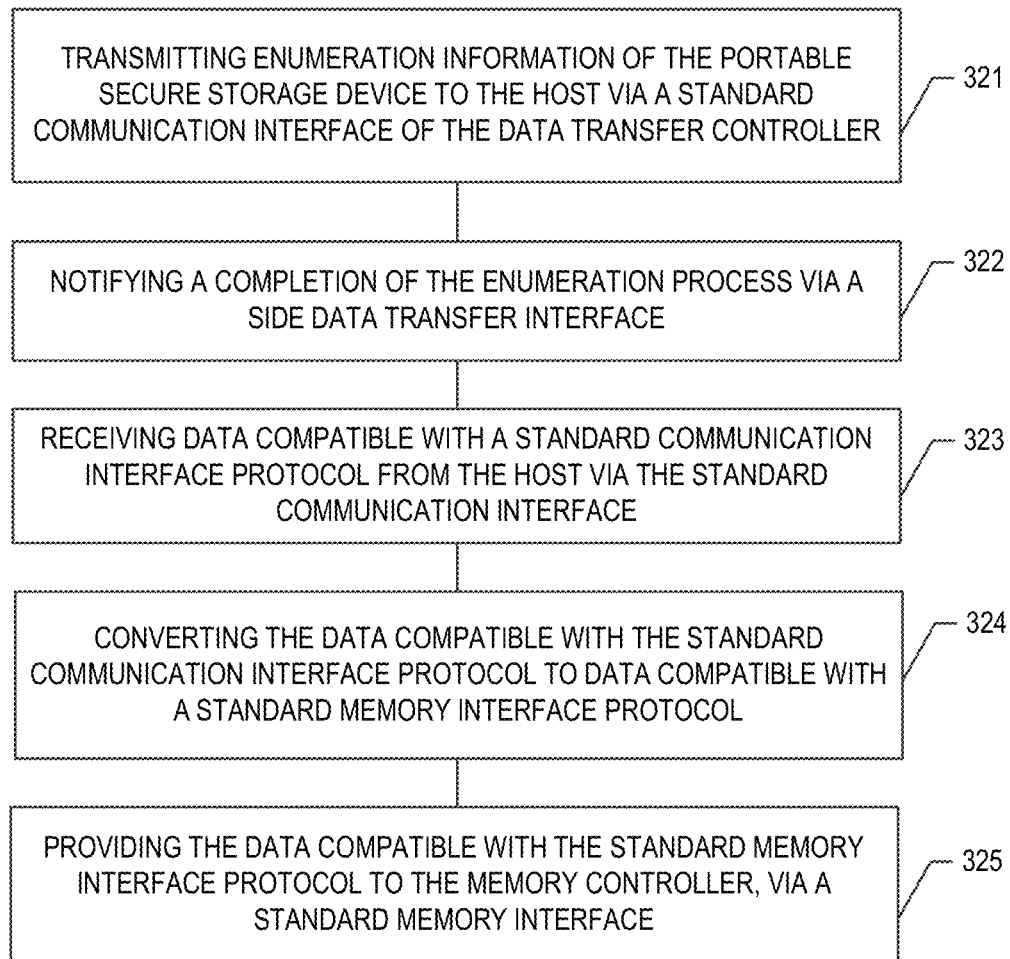 TRANSMITTING ENUMERATION INFORMATION OF THE PORTABLE
SECURE STORAGE DEVICE TO THE HOST VIA A STANDARD
COMMUNICATION INTERFACE OF THE DATA TRANSFER CONTROLLER
321
NOTIFYING A COMPLETION OF THE ENUMERATION PROCESS VIA A
SIDE DATA TRANSFER INTERFACE
322
RECEIVING DATA COMPATIBLE WITH A STANDARD COMMUNICATION
INTERFACE PROTOCOL FROM THE HOST VIA THE STANDARD
COMMUNICATION INTERFACE
323
CONVERTING THE DATA COMPATIBLE WITH THE STANDARD
COMMUNICATION INTERFACE PROTOCOL TO DATA COMPATIBLE WITH
A STANDARD MEMORY INTERFACE PROTOCOL
324
PROVIDING THE DATA COMPATIBLE WITH THE STANDARD MEMORY
INTERFACE PROTOCOL TO THE MEMORY CONTROLLER, VIA A
STANDARD MEMORY INTERFACE
325